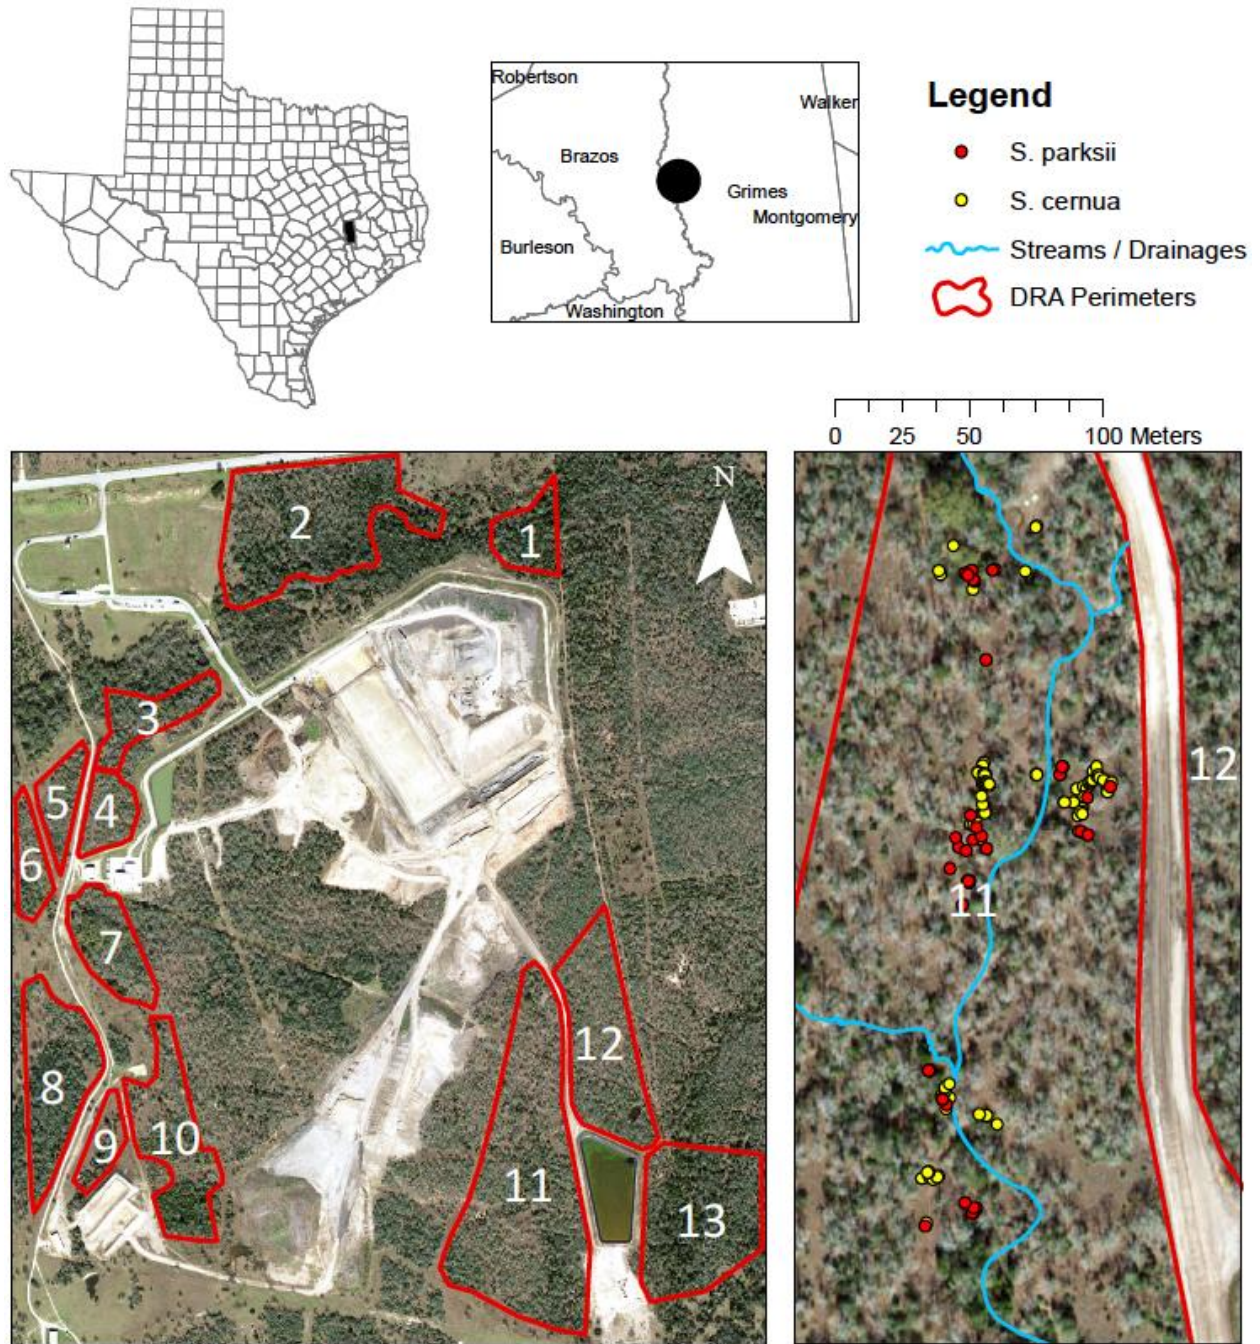 Robertson
Walker
Brazos
Grimes
Montgomery
Burleson
Washington
Legend
S. parksii
S. cernua
Streams / Drainages
DRA Perimeters
0 25 50 100 Meters
N
2
1
3
5
4
6
7
8
9
10
11
12
13
12
11